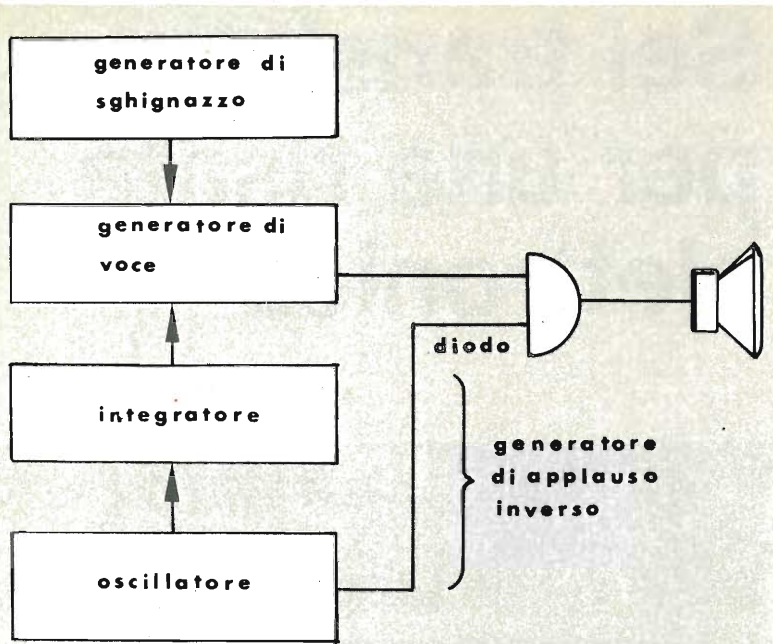 generatore di
sghignazzo
generatore di
voce
diodo
integratore
generatore
di applauso
inverso
oscillatore